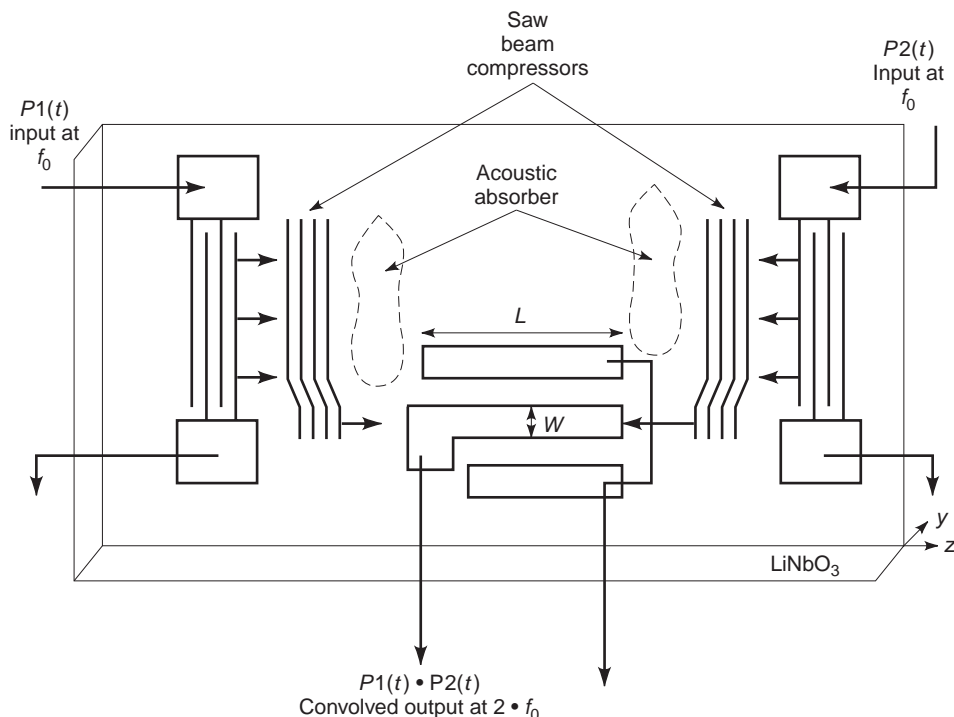 Saw
beam
compressors
P2(t)
Input at
f₀
P1(t)
input at
f₀
Acoustic
absorber
L
W
y
z
LiNbO₃
P1(t) • P2(t)
Convolved output at 2 • f₀